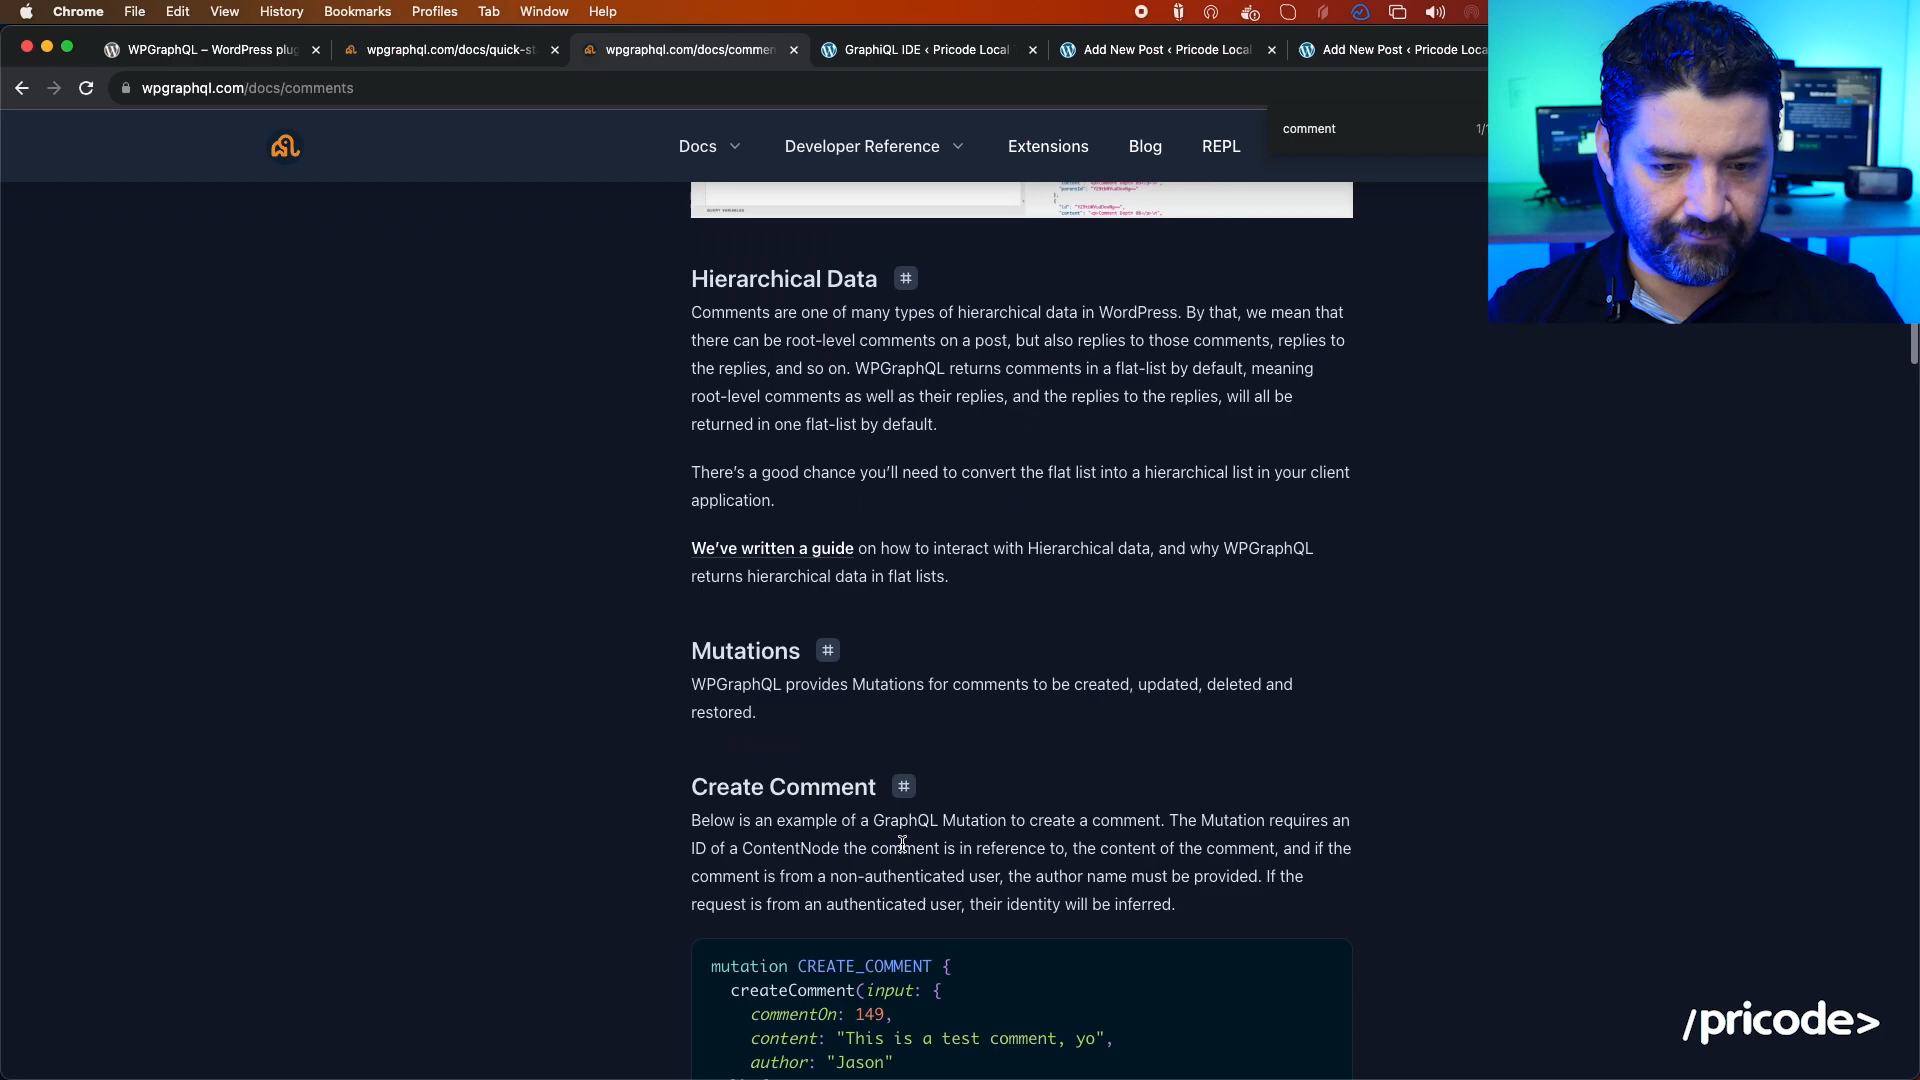 Chrome File Edit View History Bookmarks Profiles Tab Window Help
WPGraphQL – WordPress plug wpgraphql.com/docs/quick-st wpgraphql.com/docs/commen GraphiQL IDE ‹ Pricode Local Add New Post ‹ Pricode Local Add New Post ‹ Pricode Loca
wpgraphql.com/docs/comments
comment 1/
Docs Developer Reference Extensions Blog REPL
QUERY VARIABLES
Hierarchical Data #
Comments are one of many types of hierarchical data in WordPress. By that, we mean that
there can be root-level comments on a post, but also replies to those comments, replies to
the replies, and so on. WPGraphQL returns comments in a flat-list by default, meaning
root-level comments as well as their replies, and the replies to the replies, will all be
returned in one flat-list by default.
There's a good chance you'll need to convert the flat list into a hierarchical list in your client
application.
We've written a guide on how to interact with Hierarchical data, and why WPGraphQL
returns hierarchical data in flat lists.
Mutations #
WPGraphQL provides Mutations for comments to be created, updated, deleted and
restored.
Create Comment #
Below is an example of a GraphQL Mutation to create a comment. The Mutation requires an
ID of a ContentNode the comment is in reference to, the content of the comment, and if the
comment is from a non-authenticated user, the author name must be provided. If the
request is from an authenticated user, their identity will be inferred.
mutation CREATE_COMMENT {
createComment(input: {
commentOn: 149,
content: "This is a test comment, yo",
author: "Jason"
/pricode>